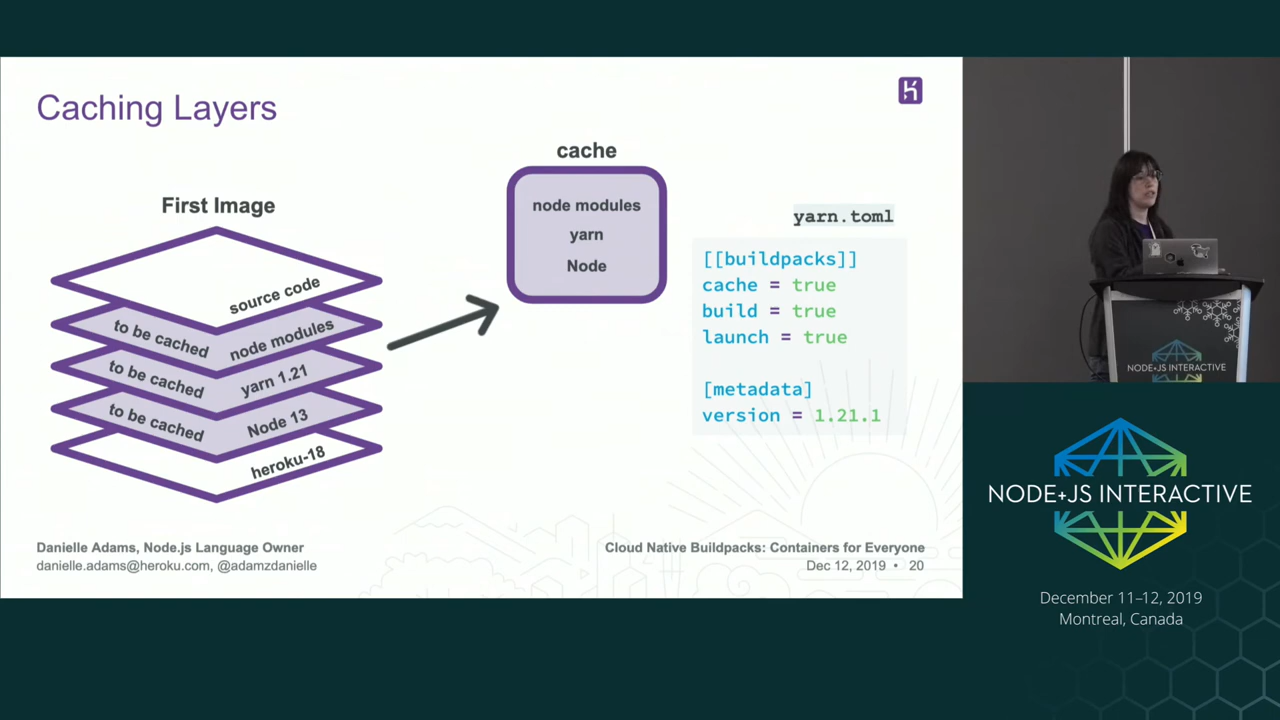 Caching Layers
First Image
source code
to be cached
node modules
to be cached
yarn 1.21
to be cached
Node 13
heroku-18
cache
node modules
yarn
Node
yarn.toml
[[buildpacks]]
cache = true
build = true
launch = true
[metadata]
version = 1.21.1
Danielle Adams, Node.js Language Owner
danielle.adams@heroku.com, @adamzdanielle
Cloud Native Buildpacks: Containers for Everyone
Dec 12, 2019 • 20
NODE+JS INTERACTIVE
NODE+JS INTERACTIVE
December 11–12, 2019
Montreal, Canada